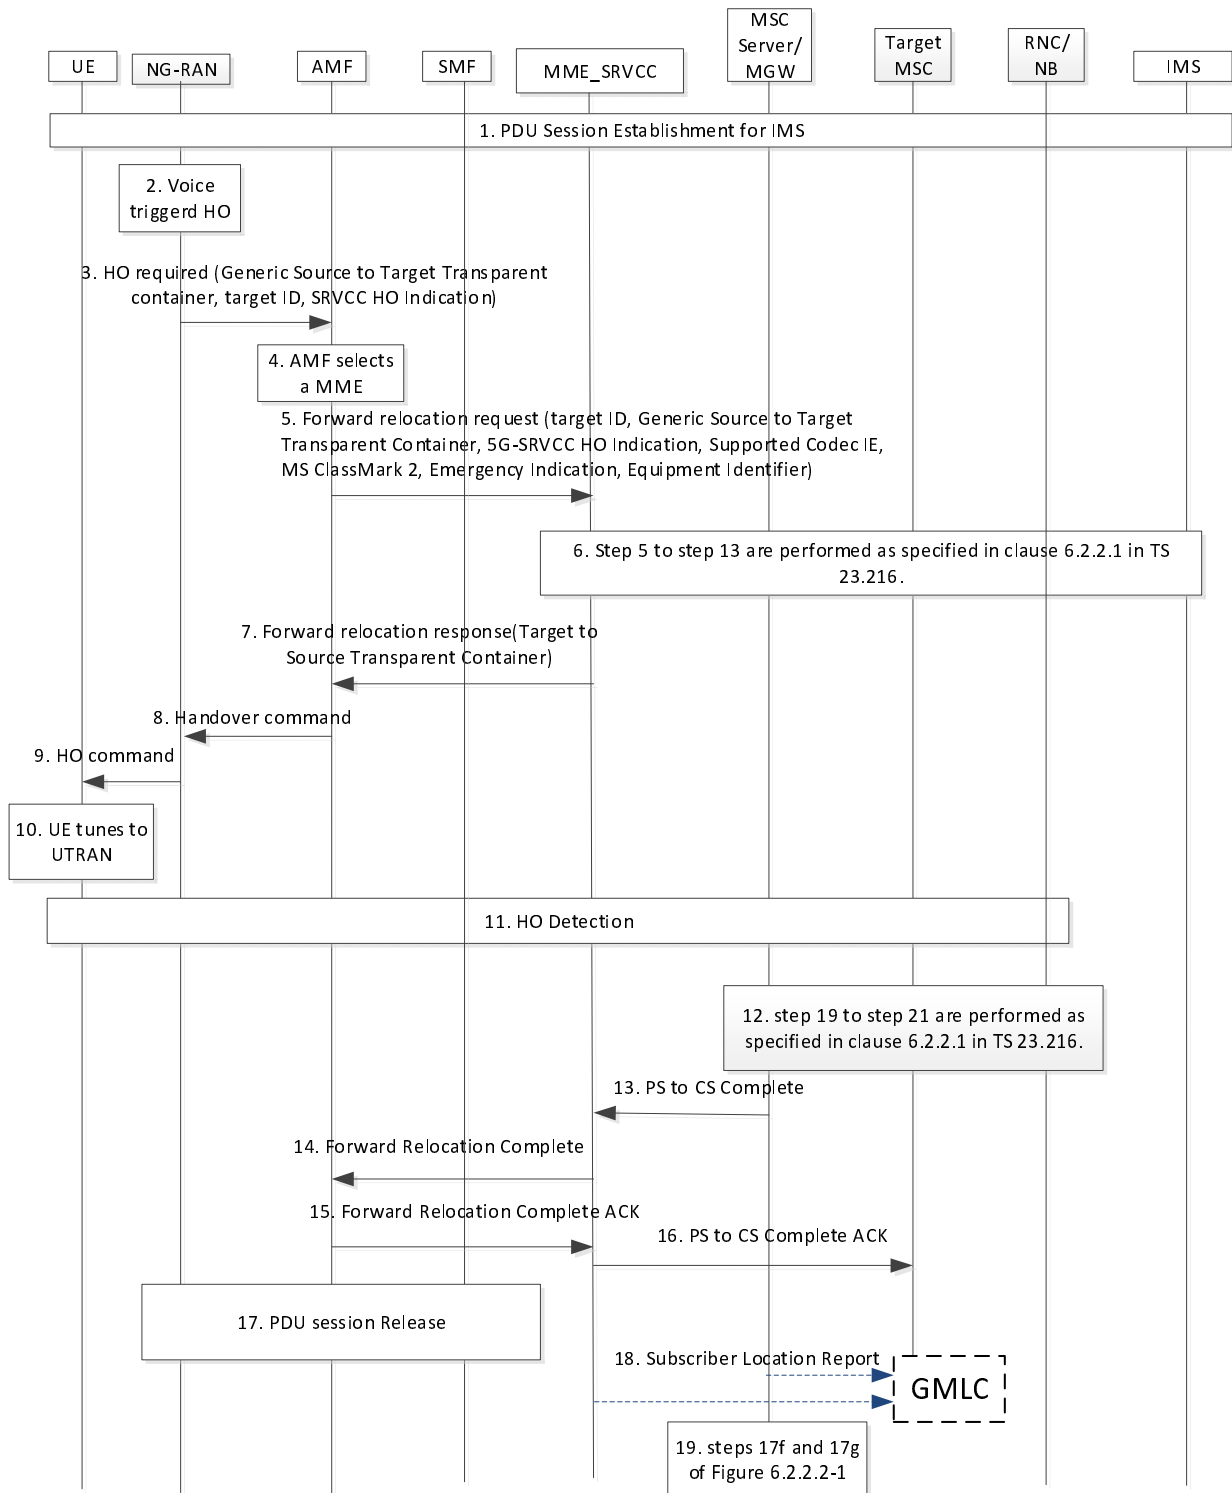 UE
NG-RAN
AMF
SMF
MME_SRVCC
MSC
Server/
MGW
Target
MSC
RNC/
NB
IMS
1. PDU Session Establishment for IMS
2. Voice
triggerd HO
3. HO required (Generic Source to Target Transparent
container, target ID, SRVCC HO Indication)
4. AMF selects
a MME
5. Forward relocation request (target ID, Generic Source to Target
Transparent Container, 5G-SRVCC HO Indication, Supported Codec IE,
MS ClassMark 2, Emergency Indication, Equipment Identifier)
6. Step 5 to step 13 are performed as specified in clause 6.2.2.1 in TS
23.216.
7. Forward relocation response(Target to
Source Transparent Container)
8. Handover command
9. HO command
10. UE tunes to
UTRAN
11. HO Detection
12. step 19 to step 21 are performed as
specified in clause 6.2.2.1 in TS 23.216.
13. PS to CS Complete
14. Forward Relocation Complete
15. Forward Relocation Complete ACK
16. PS to CS Complete ACK
17. PDU session Release
18. Subscriber Location Report
GMLC
19. steps 17f and 17g
of Figure 6.2.2.2-1